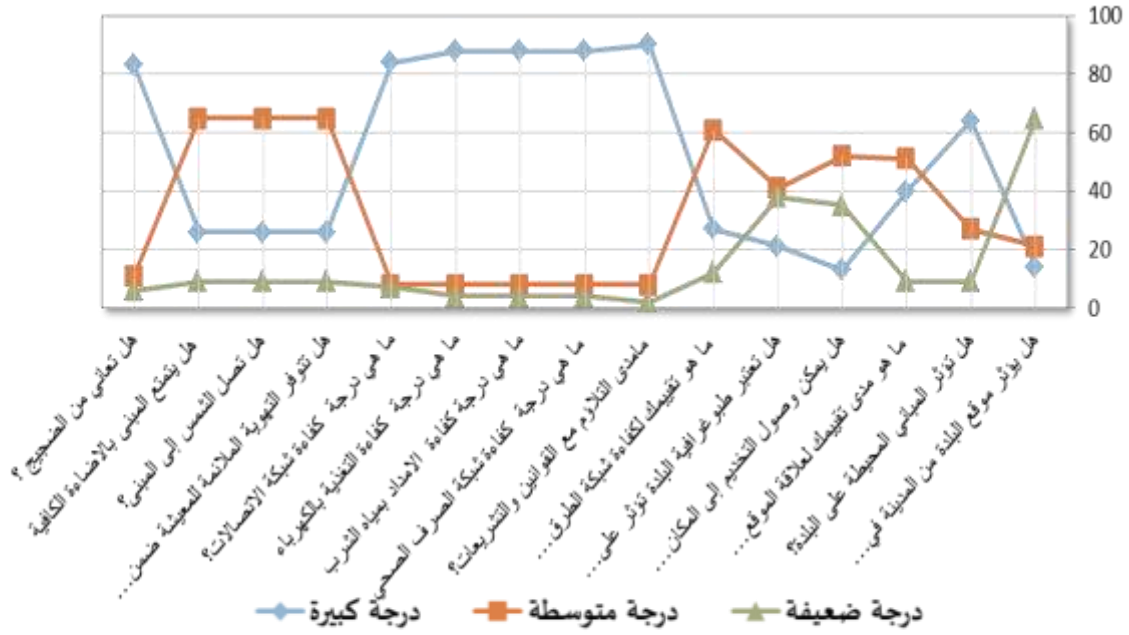 100
80
60
40
20
0
هل يؤثر موقع البلدة من المدينة في...
هل تؤثر المباني المحيطة على البلدة؟
ما هو مدى تقييمك لعلاقة الموقع...
هل يمكن وصول التخديم إلى المكان...
هل تعتبر طبوغرافية البلدة تؤثر على...
ما هو تقييمك لكفاءة شبكة الطرق...
مامدى التلازم مع القوانين والتشريعات؟
ما هي درجة كفاءة شبكة الصرف الصحي
ما هي درجة كفاءة الامداد بمياه الشرب
ما هي درجة كفاءة التغذية بالكهرباء
ما هي درجة كفاءة شبكة الاتصالات؟
هل تتوفر التهوية الملائمة للمعيشة ضمن...
هل تصل الشمس إلى المبنى؟
هل يتمتع المبنى بالاضاءة الكافية
هل تعاني من الضجيج ؟
درجة كبيرة
درجة متوسطة
درجة ضعيفة